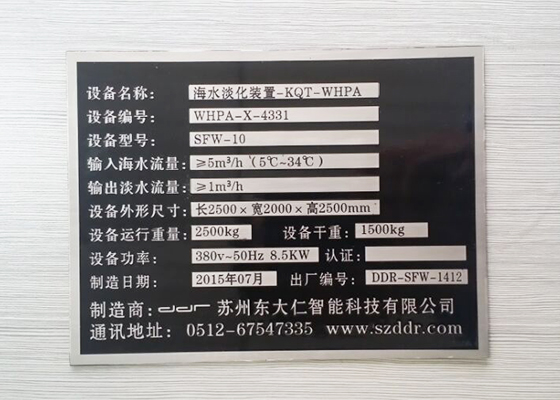 设备名称：海水淡化装置-KQT-WHPA
设备编号：WHPA-X-4331
设备型号：SFW-10
输入海水流量：≥5m³/h（5℃~34℃）
输出淡水流量：≥1m³/h
设备外形尺寸：长2500×宽2000×高2500mm
设备运行重量：2500kg 设备干重：1500kg
设备功率：380v~50Hz 8.5KW 认证：
制造日期：2015年07月 出厂编号：DDR-SFW-1412
制造商：ddr 苏州东大仁智能科技有限公司
通讯地址：0512-67547335 www.szddr.com